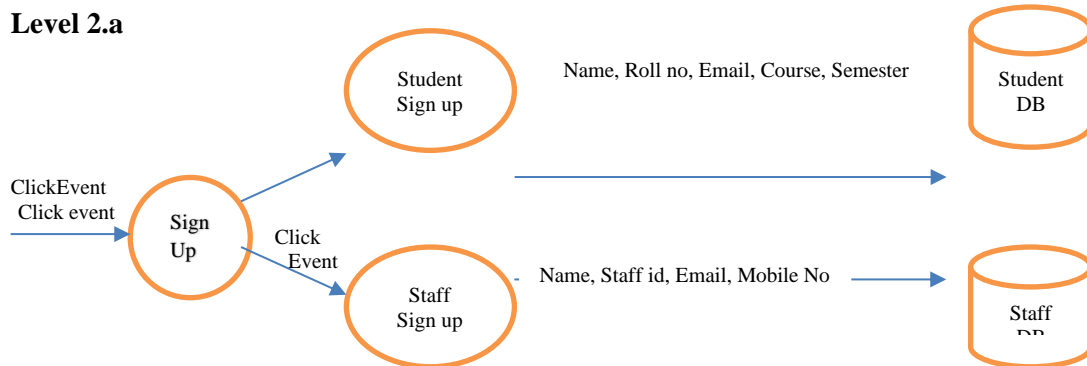 Level 2.a
Student
Sign up
Name, Roll no, Email, Course, Semester
Student
DB
ClickEvent
Click event
Sign
Up
Click
Event
Staff
Sign up
Name, Staff id, Email, Mobile No
Staff
DB